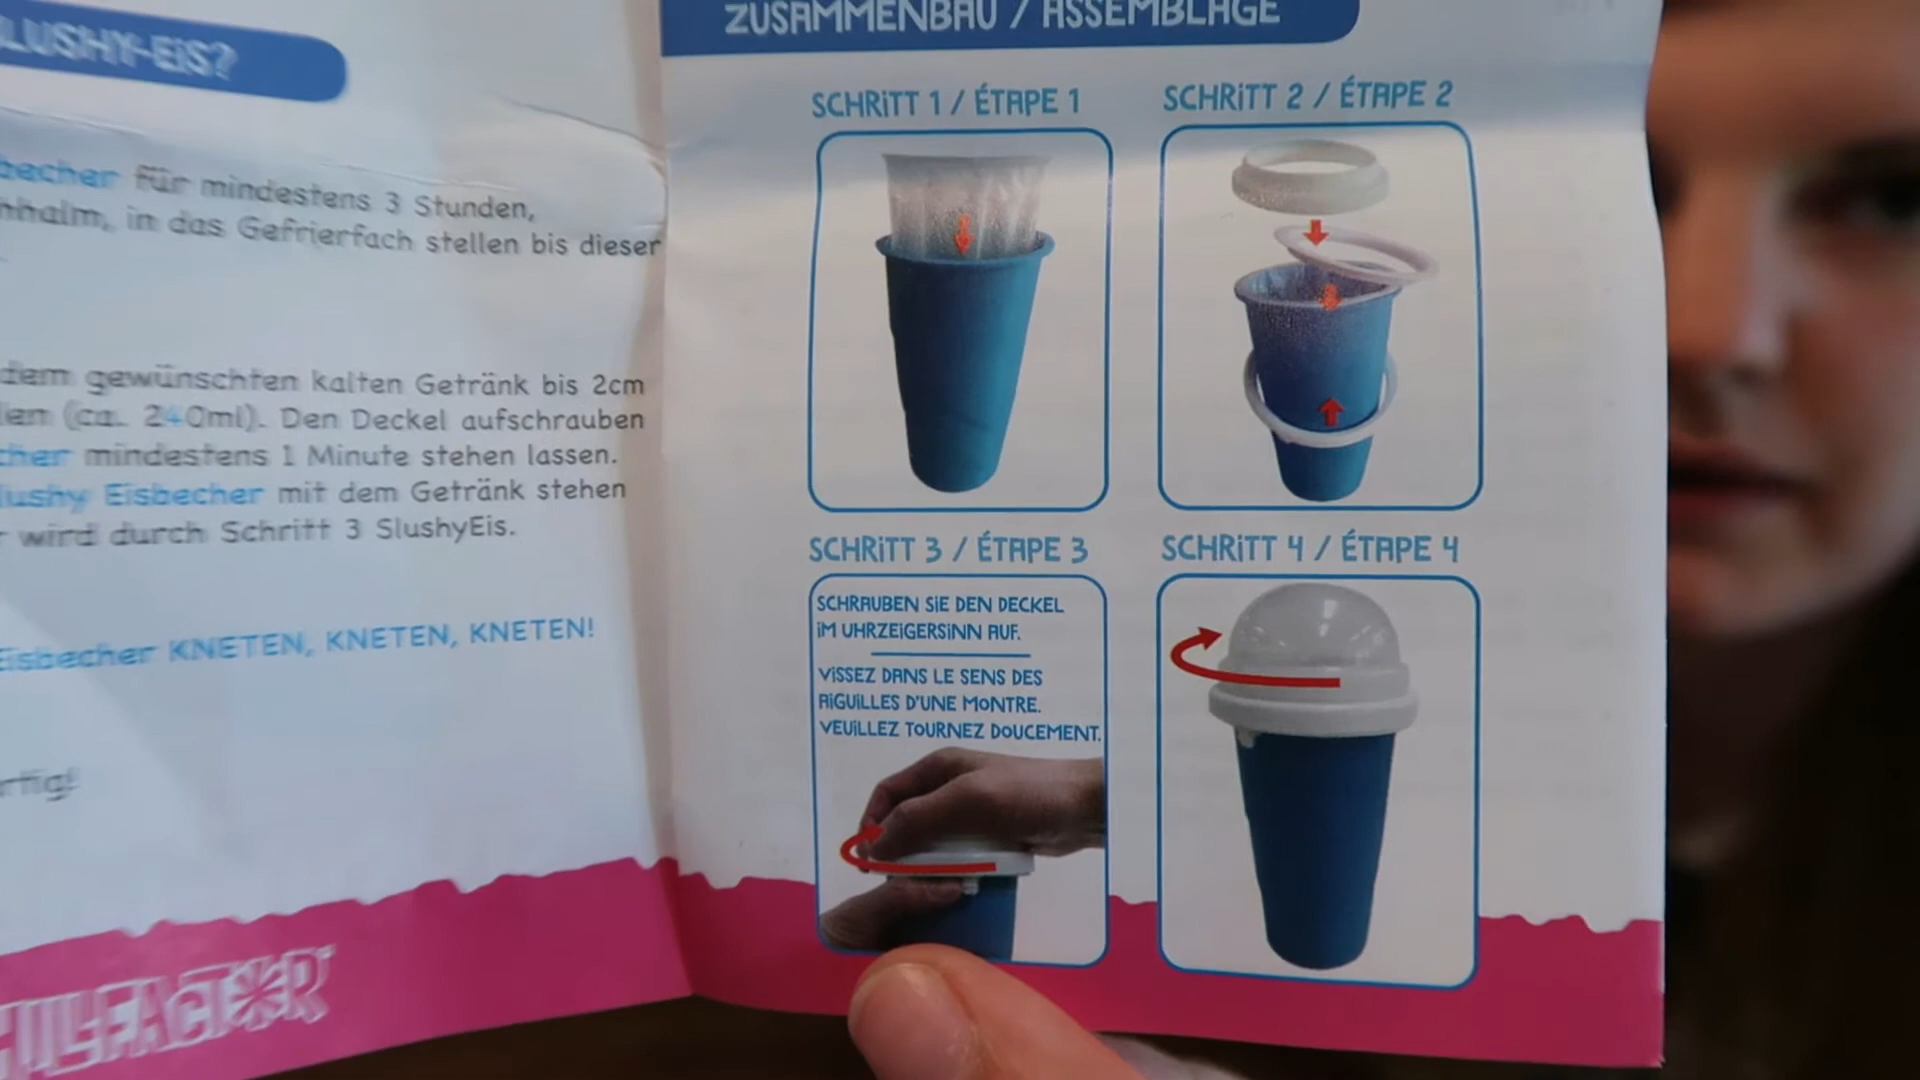 LUSHY-EiS?
becher für mindestens 3 Stunden,
nhalm, in das Gefrierfach stellen bis dieser
dem gewünschten kalten Getränk bis 2cm
len (ca. 240ml). Den Deckel aufschrauben
cher mindestens 1 Minute stehen lassen.
lushy Eisbecher mit dem Getränk stehen
r wird durch Schritt 3 SlushyEis.
Eisbecher KNETEN, KNETEN, KNETEN!
rtig!
HILFACTOR
ZUSAMMENBAU / ASSEMBLAGE
SCHRiTT 1 / ÉTAPE 1
SCHRiTT 2 / ÉTAPE 2
SCHRiTT 3 / ÉTAPE 3
SCHRAUBEN SiE DEN DECKEL
iM UHRZEiGERSiNN AUF.
ViSSEZ DANS LE SENS DES
AiGUiLLES D'UNE MONTRE.
VEUiLLEZ TOURNEZ DOUCEMENT.
SCHRiTT 4 / ÉTAPE 4